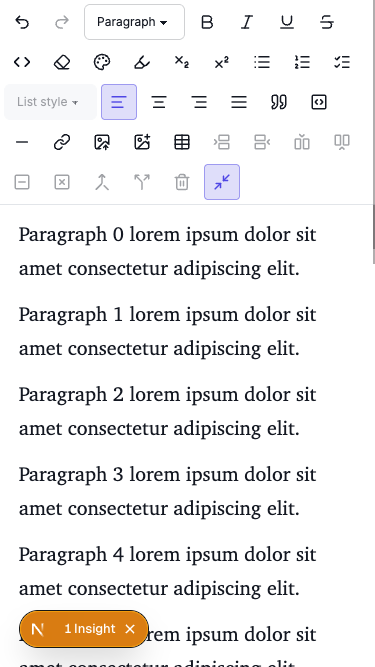 Paragraph
B I U S
x₂ x²
List style
Paragraph 0 lorem ipsum dolor sit
amet consectetur adipiscing elit.
Paragraph 1 lorem ipsum dolor sit
amet consectetur adipiscing elit.
Paragraph 2 lorem ipsum dolor sit
amet consectetur adipiscing elit.
Paragraph 3 lorem ipsum dolor sit
amet consectetur adipiscing elit.
Paragraph 4 lorem ipsum dolor sit
amet consectetur adipiscing elit.
N 1 Insight
ipsum dolor sit